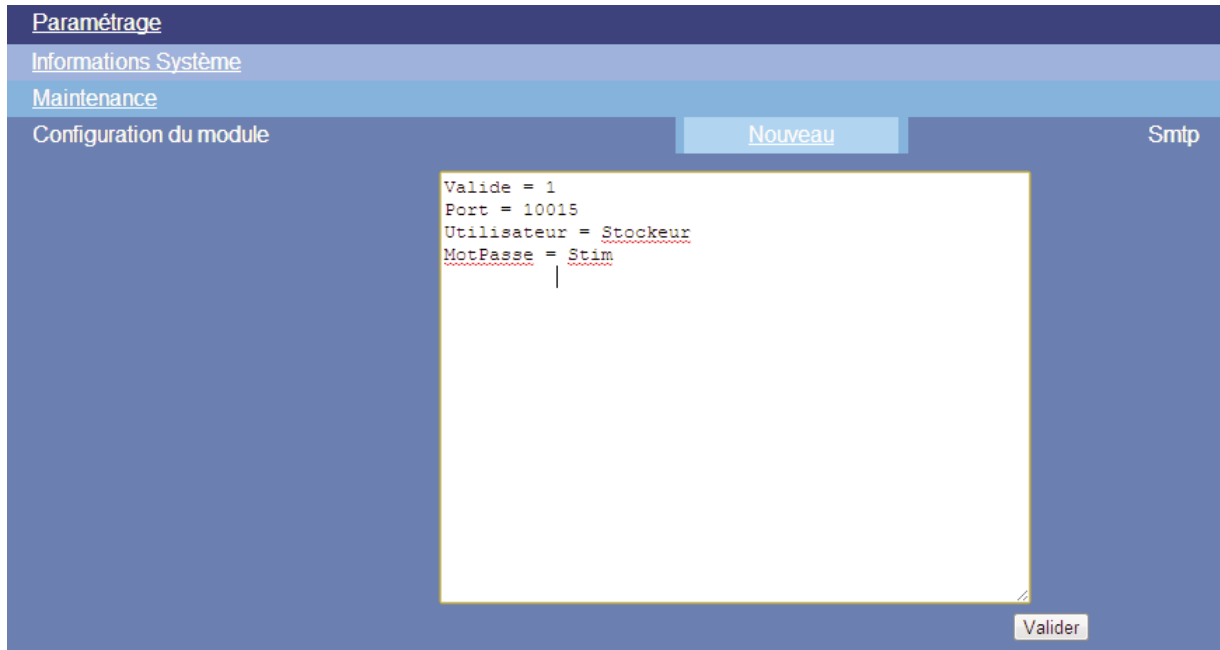 Paramétrage
Informations Système
Maintenance
Configuration du module Nouveau Smtp
Valide = 1
Port = 10015
Utilisateur = Stockeur
MotPasse = Stim
Valider